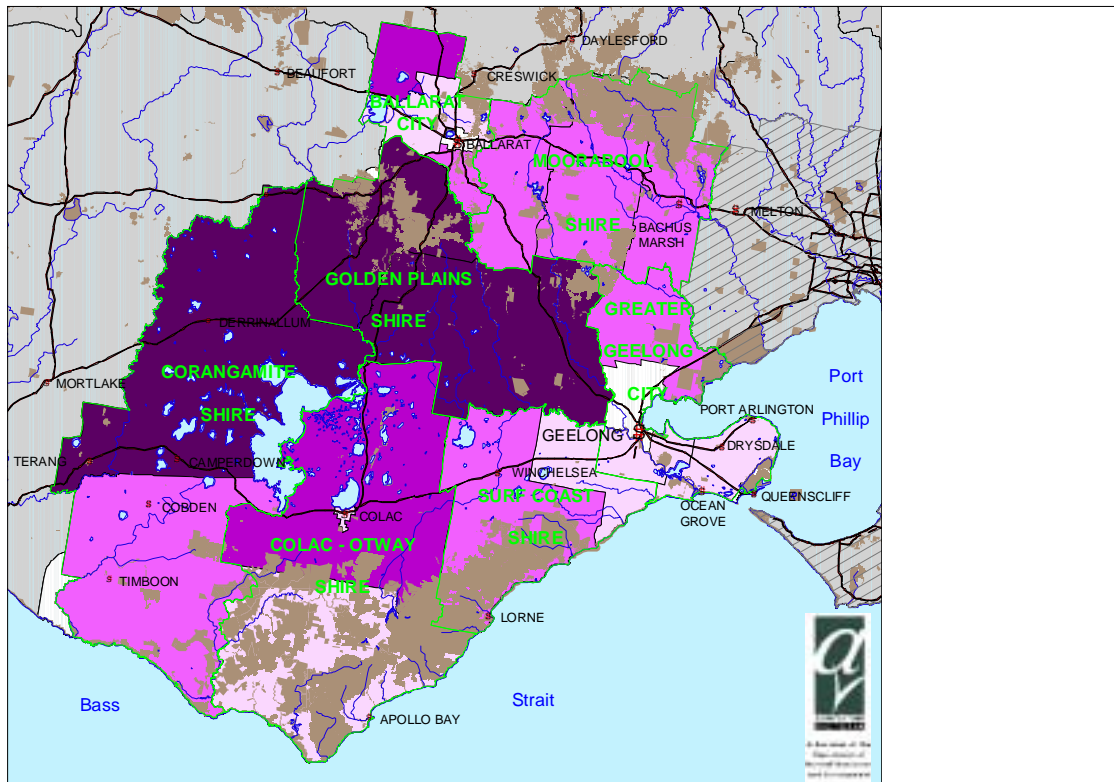 DAYLESFORD
BEAUFORT
CRESWICK
BALLARAT
CITY
BALLARAT
MOORABOOL
SHIRE
BACHUS
MARSH
MELTON
GOLDEN PLAINS
SHIRE
GREATER
GEELONG
CITY
DERRINALLUM
MORTLAKE
CORANGAMITE
SHIRE
Port
Phillip
Bay
PORT ARLINGTON
GEELONG
DRYSDALE
TERANG
CAMPERDOWN
WINCHELSEA
QUEENSCLIFF
OCEAN
GROVE
SURF COAST
SHIRE
COBDEN
COLAC
COLAC - OTWAY
SHIRE
TIMBOON
LORNE
Bass
Strait
APOLLO BAY